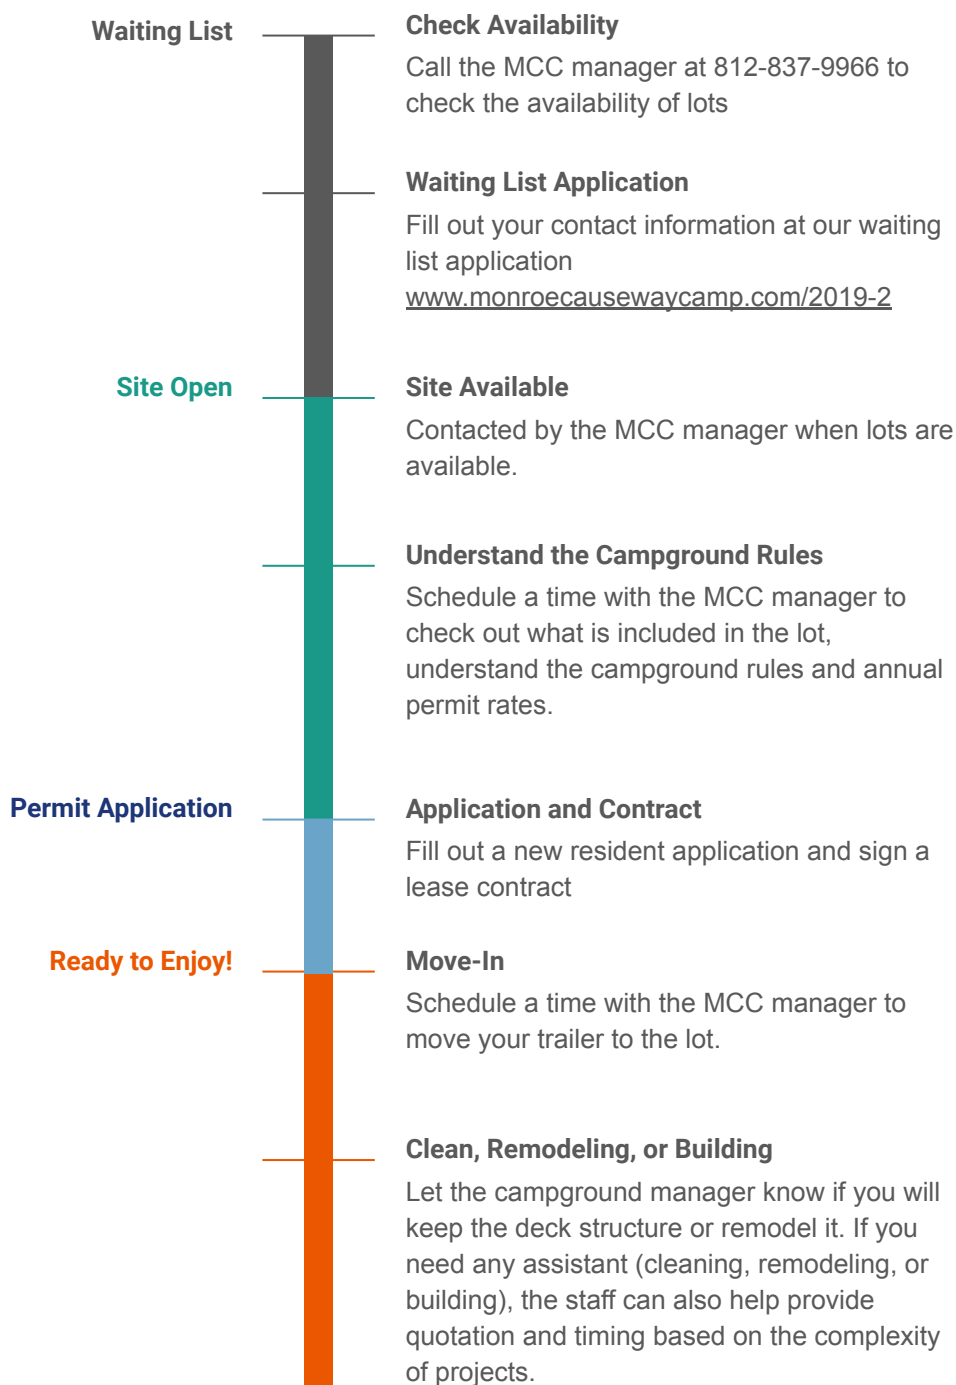 Waiting List
Check Availability
Call the MCC manager at 812-837-9966 to
check the availability of lots
Waiting List Application
Fill out your contact information at our waiting
list application
www.monroecausewaycamp.com/2019-2
Site Open
Site Available
Contacted by the MCC manager when lots are
available.
Understand the Campground Rules
Schedule a time with the MCC manager to
check out what is included in the lot,
understand the campground rules and annual
permit rates.
Permit Application
Application and Contract
Fill out a new resident application and sign a
lease contract
Ready to Enjoy!
Move-In
Schedule a time with the MCC manager to
move your trailer to the lot.
Clean, Remodeling, or Building
Let the campground manager know if you will
keep the deck structure or remodel it. If you
need any assistant (cleaning, remodeling, or
building), the staff can also help provide
quotation and timing based on the complexity
of projects.